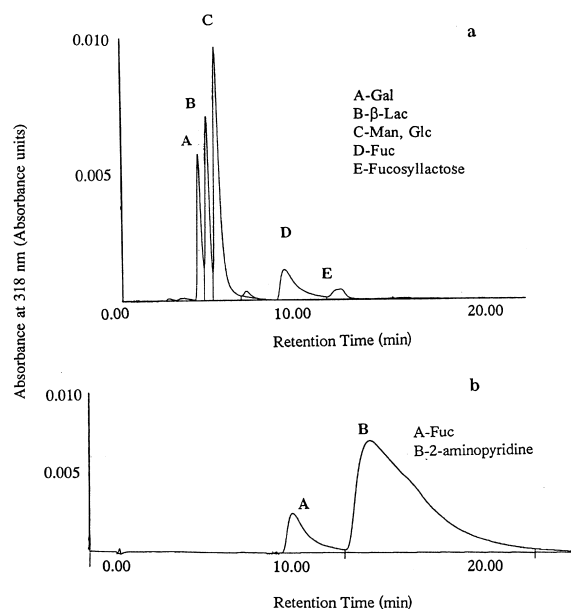 C
a
0.010
A-Gal
B-β-Lac
C-Man, Glc
D-Fuc
E-Fucosyllactose
B
A
0.005
D
E
0.00
10.00
20.00
Retention Time (min)
Absorbance at 318 nm (Absorbance units)
b
0.010
A-Fuc
B-2-aminopyridine
B
0.005
A
0.00
10.00
20.00
Retention Time (min)